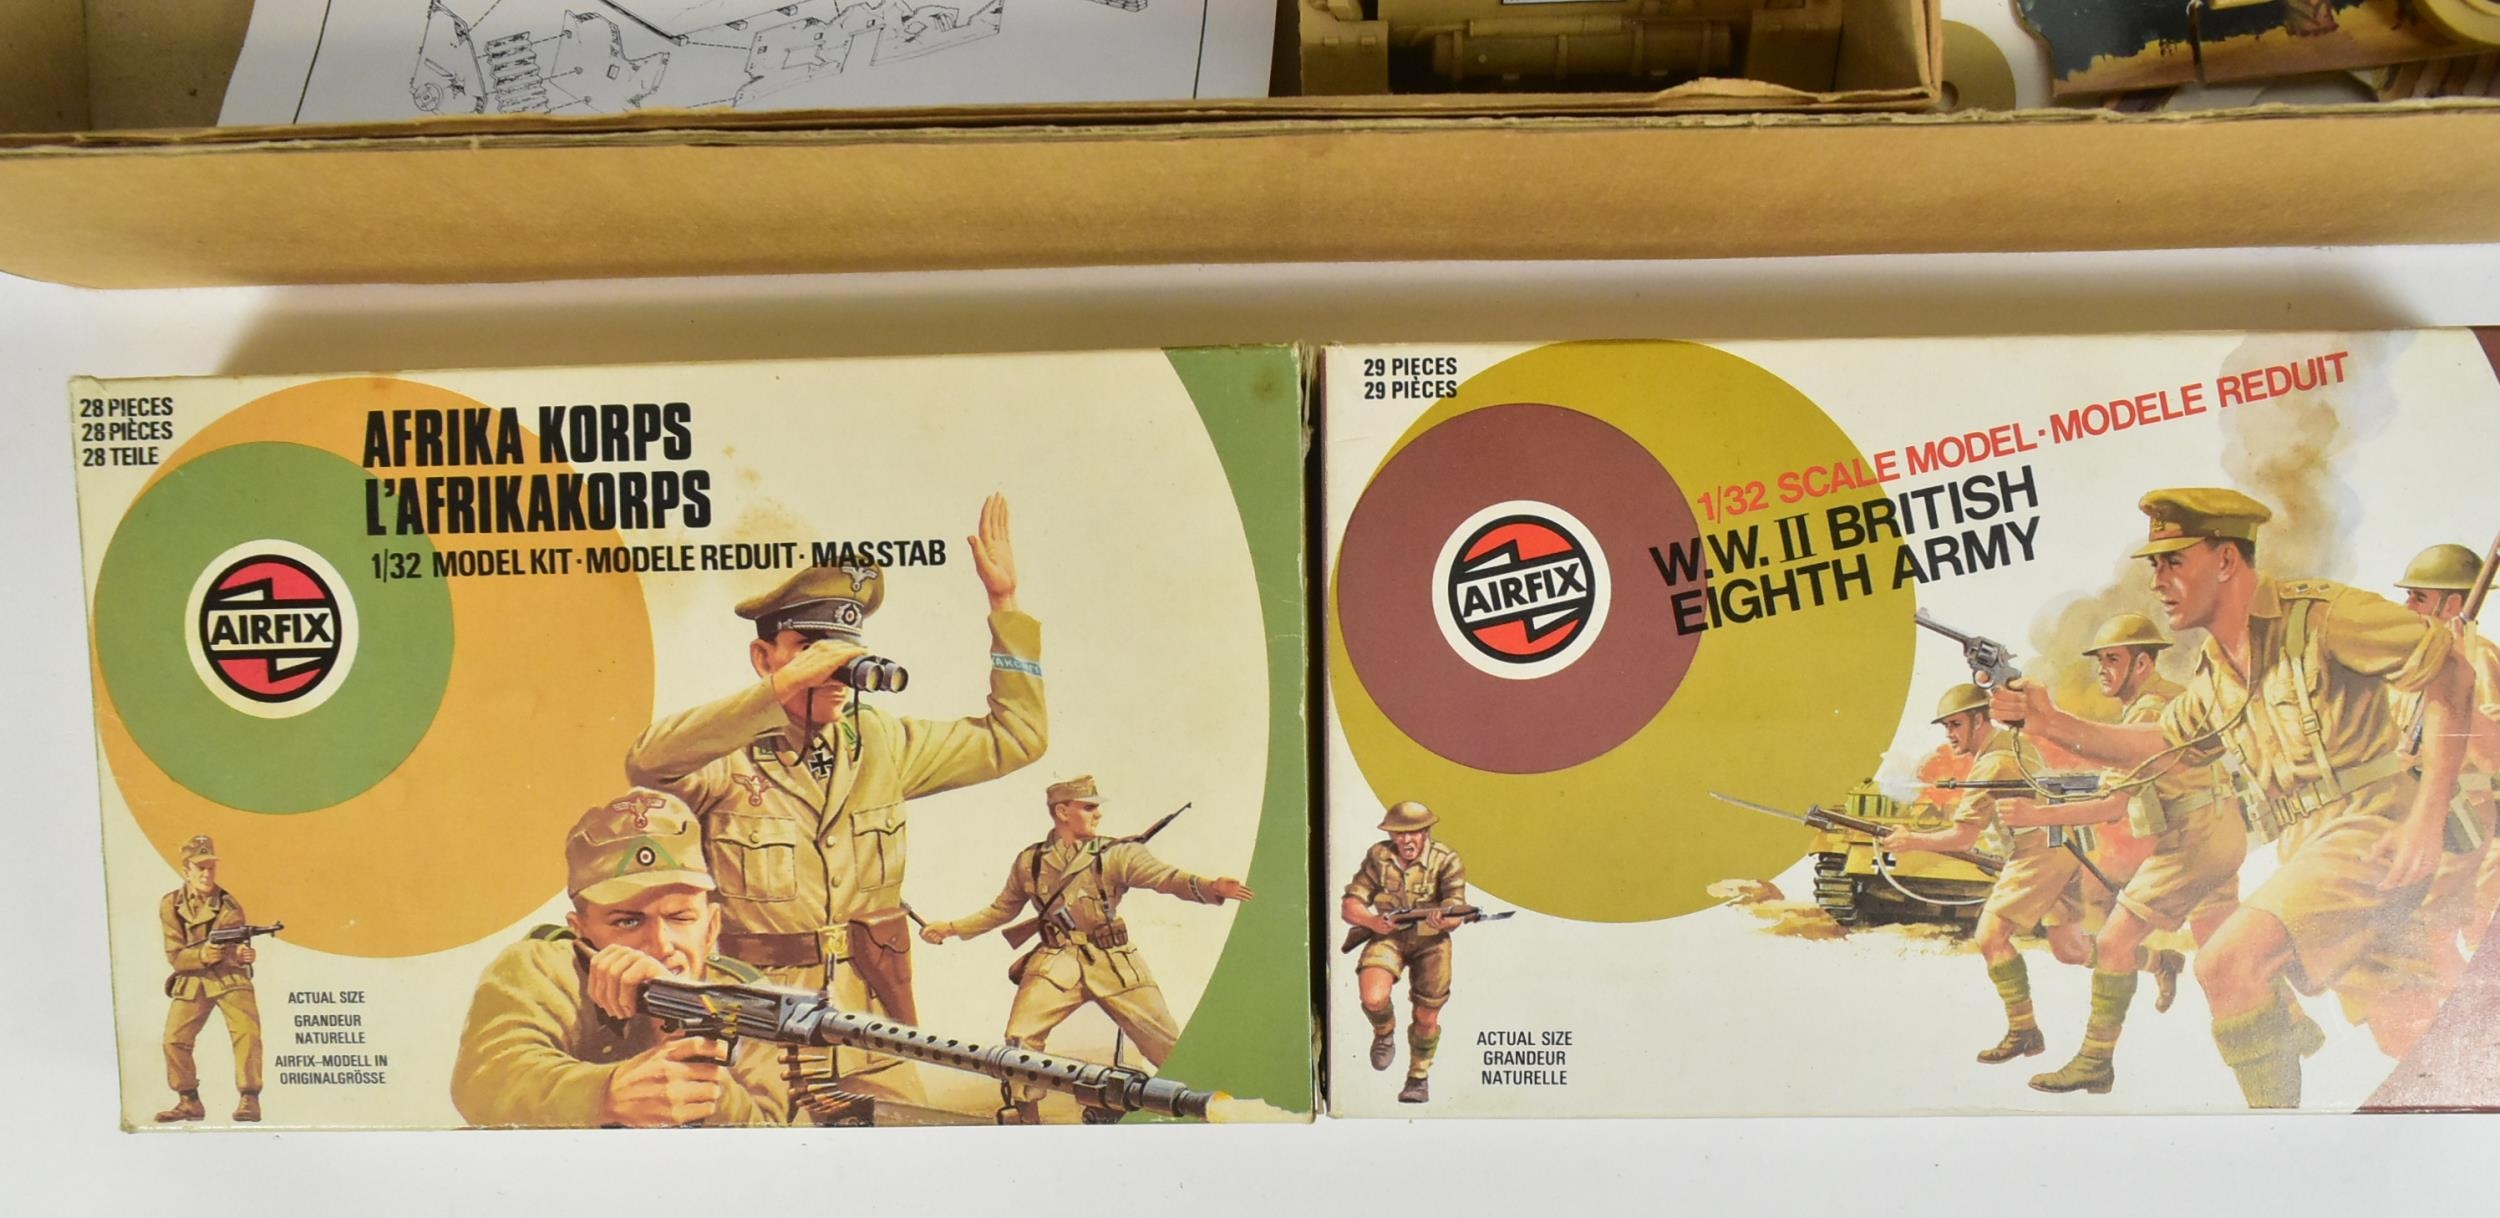 28 PIECES
28 PIÈCES
28 TEILE
AFRIKA KORPS
L'AFRIKAKORPS
1/32 MODEL KIT · MODELE REDUIT · MASSTAB
AIRFIX
ACTUAL SIZE
GRANDEUR
NATURELLE
AIRFIX-MODELL IN
ORIGINALGRÖSSE
29 PIECES
29 PIÈCES
1/32 SCALE MODEL · MODELE REDUIT
W.W. II BRITISH
EIGHTH ARMY
AIRFIX
ACTUAL SIZE
GRANDEUR
NATURELLE